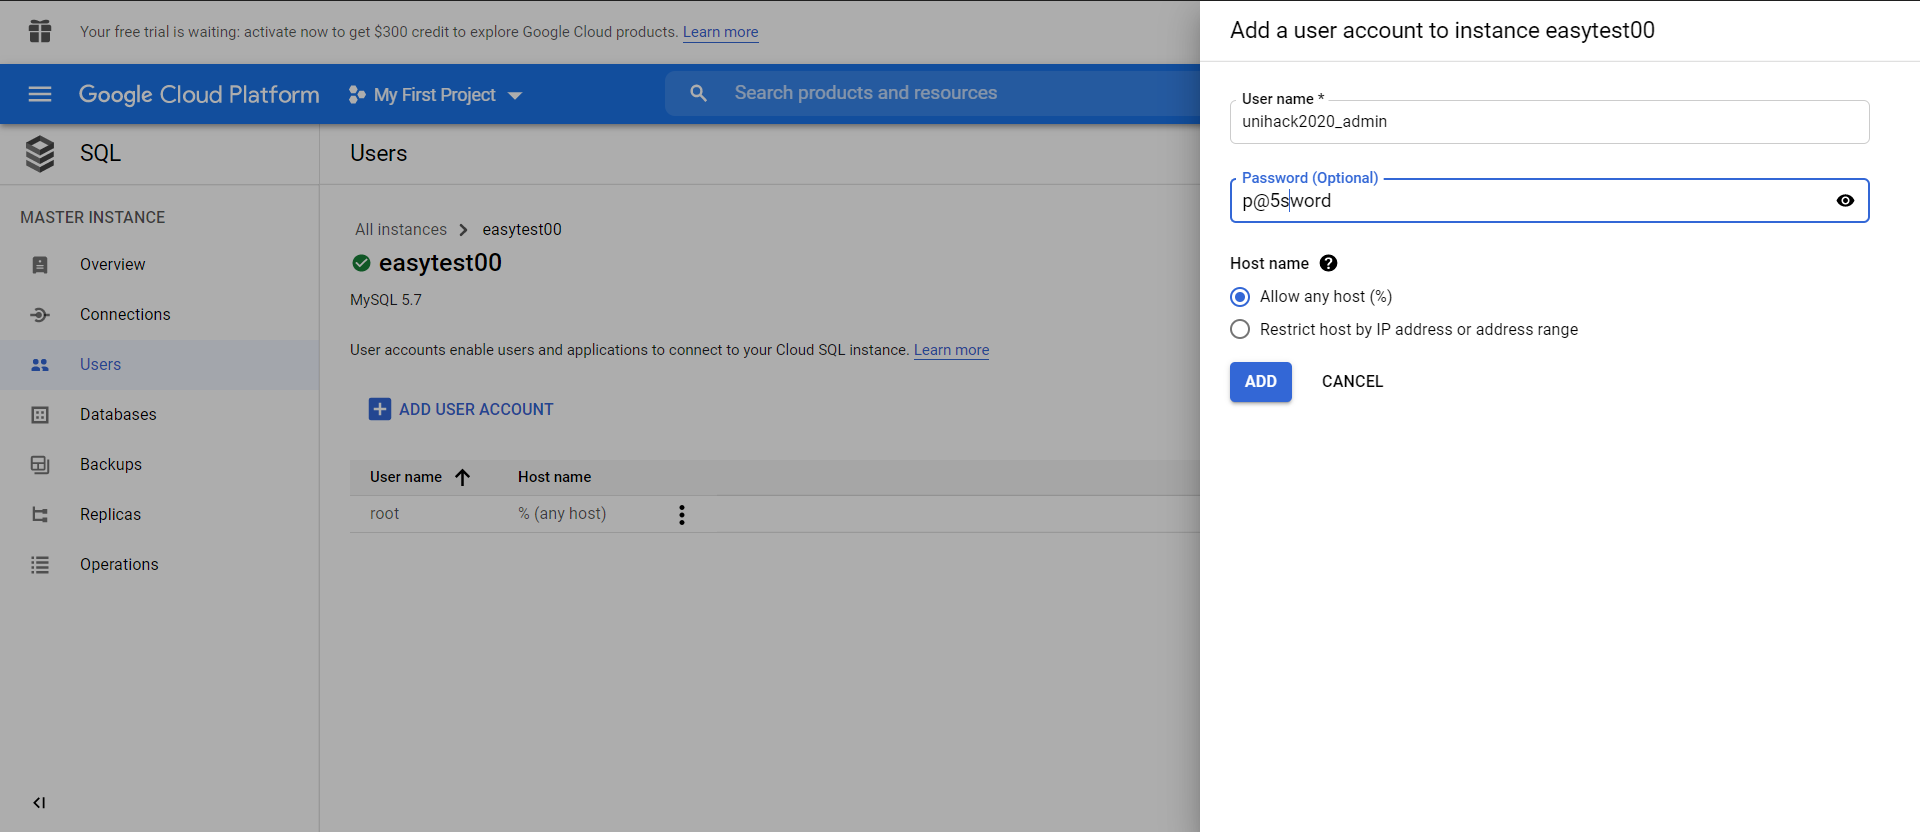 Your free trial is waiting: activate now to get $300 credit to explore Google Cloud products. Learn more
Google Cloud Platform
My First Project
Search products and resources
SQL
MASTER INSTANCE
Overview
Connections
Users
Databases
Backups
Replicas
Operations
Users
All instances
easytest00
easytest00
MySQL 5.7
User accounts enable users and applications to connect to your Cloud SQL instance. Learn more
ADD USER ACCOUNT
User name Host name
root % (any host)
Add a user account to instance easytest00
User name *
unihack2020_admin
Password (Optional)
p@5sword
Host name
Allow any host (%)
Restrict host by IP address or address range
ADD CANCEL